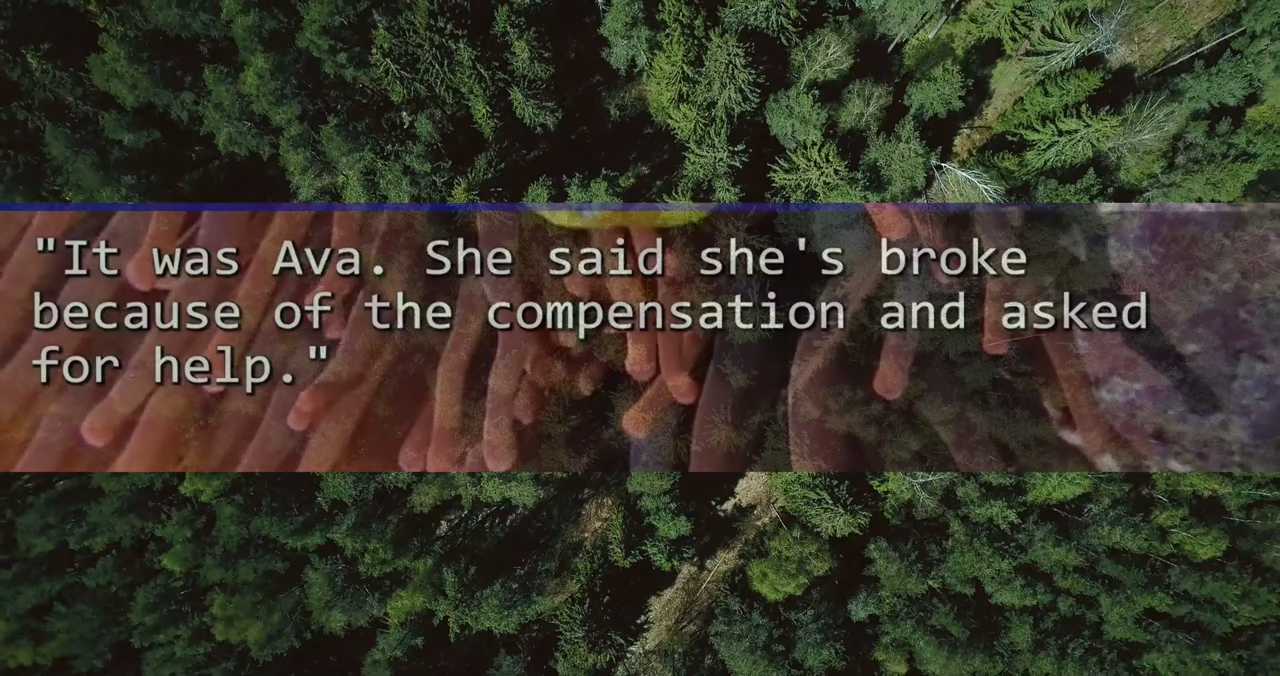 "It was Ava. She said she's broke
because of the compensation and asked
for help."